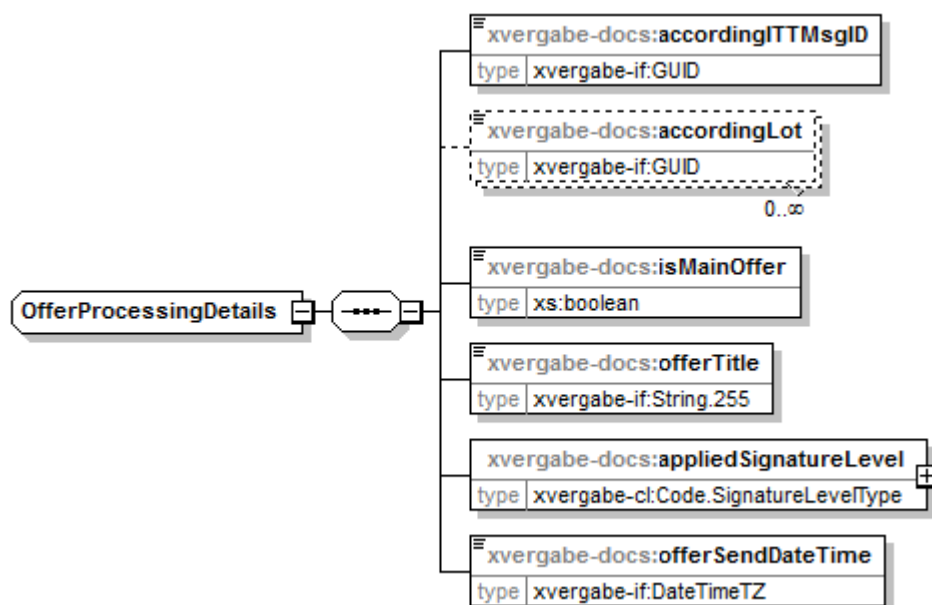 xvergabe-docs:accordingITTMsgID
type xvergabe-if:GUID
xvergabe-docs:accordingLot
type xvergabe-if:GUID
0..∞
xvergabe-docs:isMainOffer
type xs:boolean
OfferProcessingDetails
xvergabe-docs:offerTitle
type xvergabe-if:String.255
xvergabe-docs:appliedSignatureLevel
type xvergabe-cl:Code.SignatureLevelType
xvergabe-docs:offerSendDateTime
type xvergabe-if:DateTimeTZ